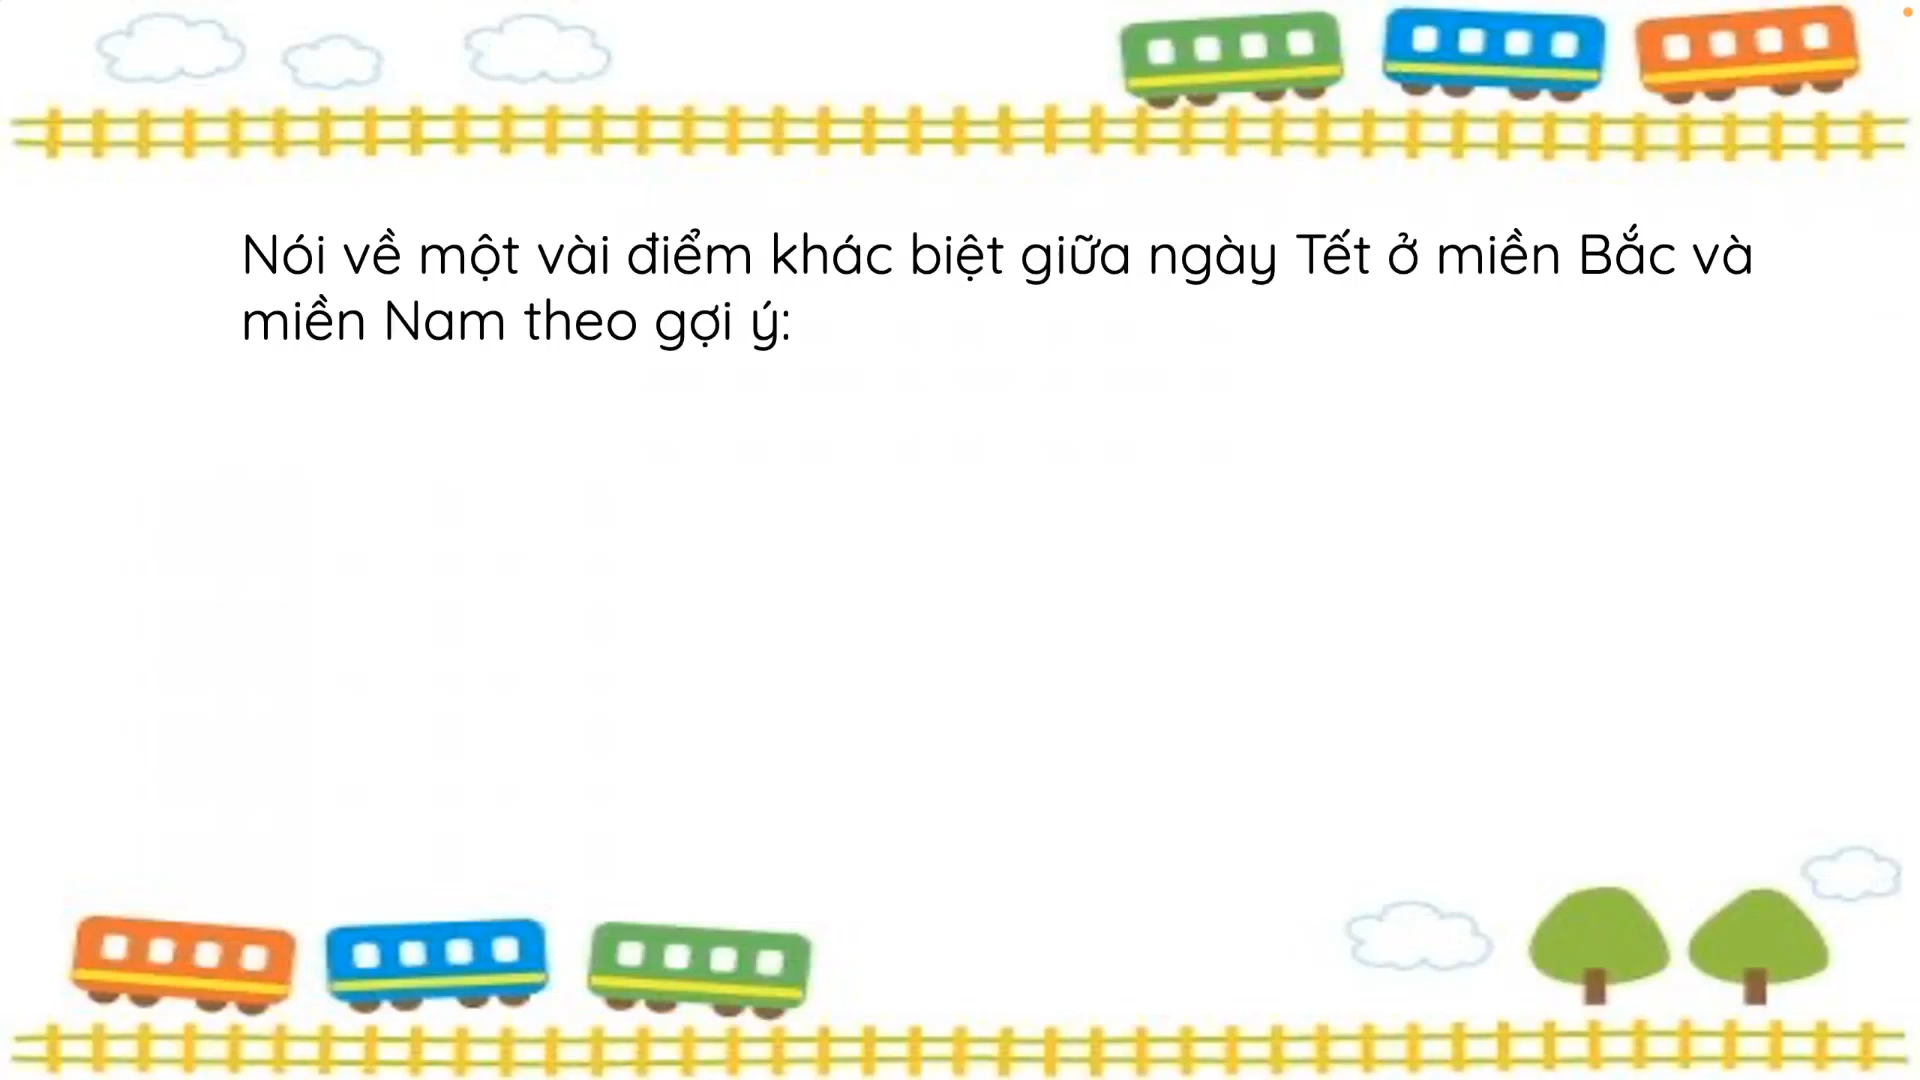 Nói về một vài điểm khác biệt giữa ngày Tết ở miền Bắc và
miền Nam theo gợi ý: